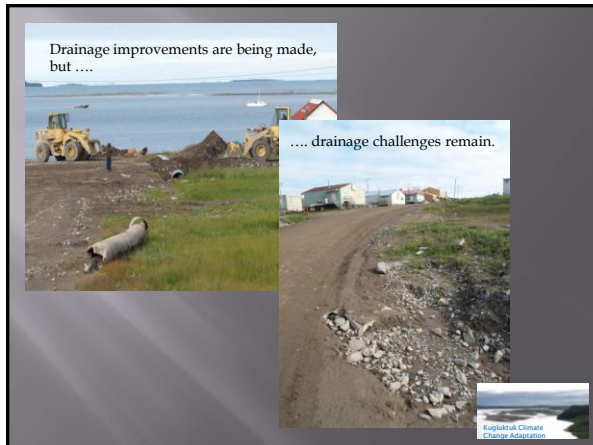 Drainage improvements are being made,
but ….
…. drainage challenges remain.
Kugluktuk Climate
Change Adaptation